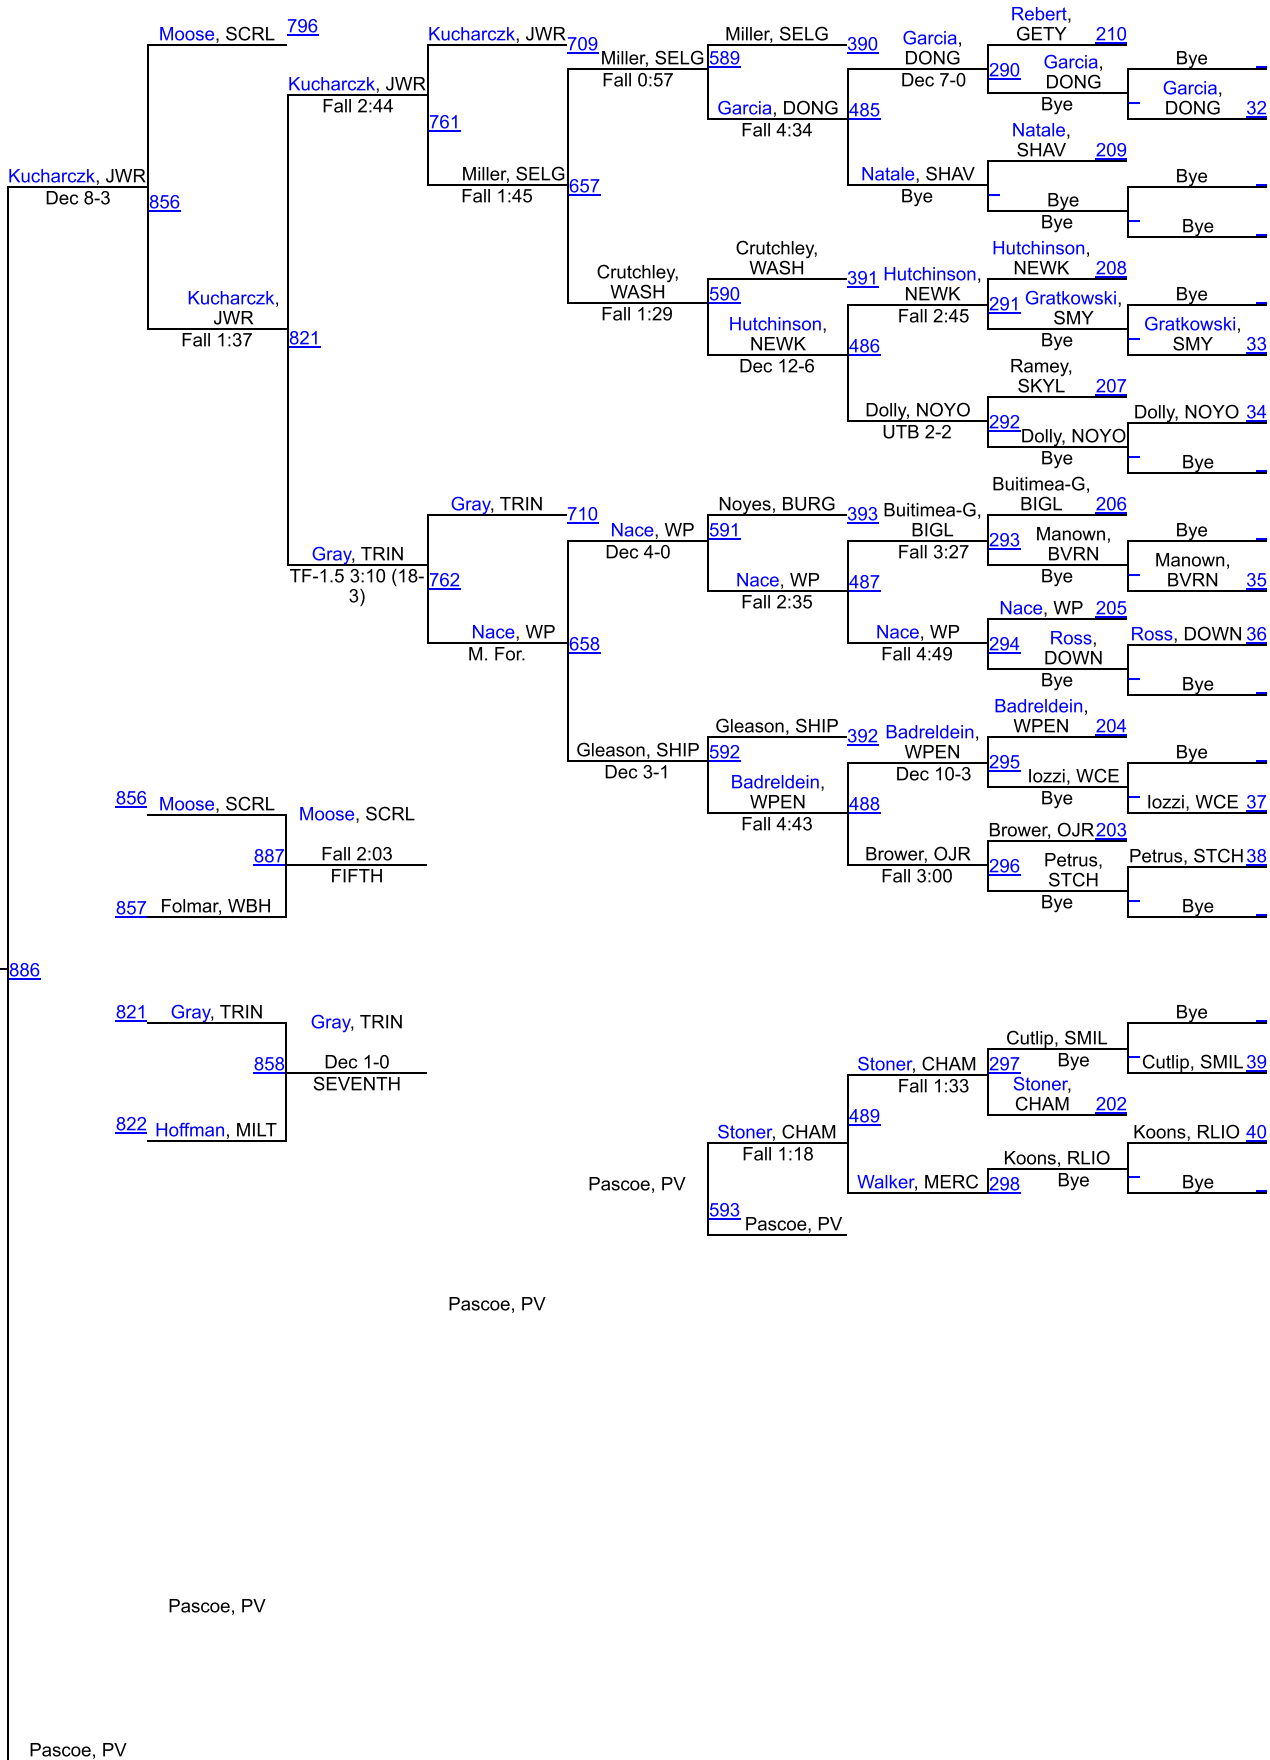 Rebert,
GETY 210
Moose, SCRL 796
Kucharczk, JWR 709
Miller, SELG 390
Garcia,
DONG
Dec 7-0
Miller, SELG 589
Fall 0:57
290 Garcia,
DONG
Bye
Bye
Garcia,
DONG 32
Kucharczk, JWR
Fall 2:44
Garcia, DONG 485
Fall 4:34
761
Natale,
SHAV 209
Miller, SELG 657
Fall 1:45
Natale, SHAV
Bye
Bye
Kucharczk, JWR
Dec 8-3
856
Bye
Bye
Bye
Crutchley,
WASH 391
Hutchinson,
NEWK 208
Crutchley,
WASH
Fall 1:29
590
Hutchinson,
NEWK
Fall 2:45
291 Gratkowski,
SMY
Bye
Bye
Gratkowski,
SMY 33
Kucharczk,
JWR
Fall 1:37
821
Hutchinson,
NEWK
Dec 12-6
486
Ramey,
SKYL 207
Dolly, NOYO
UTB 2-2
292
Dolly, NOYO
Bye
Dolly, NOYO 34
Bye
Buitimea-G,
BIGL 206
Gray, TRIN 710
Noyes, BURG 393
Buitimea-G,
BIGL
Fall 3:27
Nace, WP 591
Dec 4-0
293 Manown,
BVRN
Bye
Bye
Manown,
BVRN 35
Gray, TRIN
TF-1.5 3:10 (18-
3)
762
Nace, WP 487
Fall 2:35
Nace, WP 205
Nace, WP 658
M. For.
Nace, WP
Fall 4:49
294 Ross,
DOWN
Bye
Ross, DOWN 36
Bye
Badreldein,
WPEN 204
Gleason, SHIP 392
Gleason, SHIP 592
Dec 3-1
Badreldein,
WPEN
Dec 10-3
295
Iozzi, WCE
Bye
Bye
Iozzi, WCE 37
Badreldein,
WPEN
Fall 4:43
488
856 Moose, SCRL
Moose, SCRL
Brower, OJR 203
887 Fall 2:03
FIFTH
Brower, OJR
Fall 3:00
296 Petrus,
STCH
Bye
Petrus, STCH 38
Bye
857 Folmar, WBH
886
821 Gray, TRIN
Gray, TRIN
Bye
Cutlip, SMIL
Bye
Cutlip, SMIL 39
858 Dec 1-0
SEVENTH
Stoner, CHAM 297
Fall 1:33
Stoner,
CHAM 202
489
822 Hoffman, MILT
Stoner, CHAM
Fall 1:18
Koons, RLIO 40
Koons, RLIO
Bye
Pascoe, PV
Walker, MERC 298
Bye
593
Pascoe, PV
Pascoe, PV
Pascoe, PV
Pascoe, PV